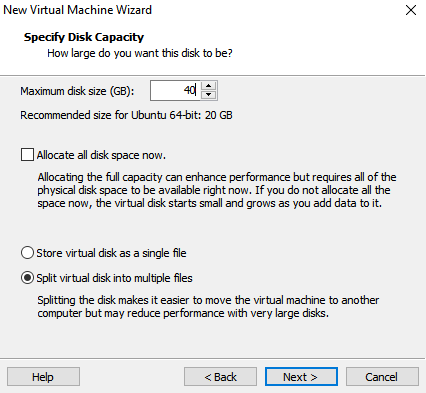 New Virtual Machine Wizard
Specify Disk Capacity
How large do you want this disk to be?
Maximum disk size (GB): 40
Recommended size for Ubuntu 64-bit: 20 GB
Allocate all disk space now.
Allocating the full capacity can enhance performance but requires all of the
physical disk space to be available right now. If you do not allocate all the
space now, the virtual disk starts small and grows as you add data to it.
Store virtual disk as a single file
Split virtual disk into multiple files
Splitting the disk makes it easier to move the virtual machine to another
computer but may reduce performance with very large disks.
Help < Back Next > Cancel